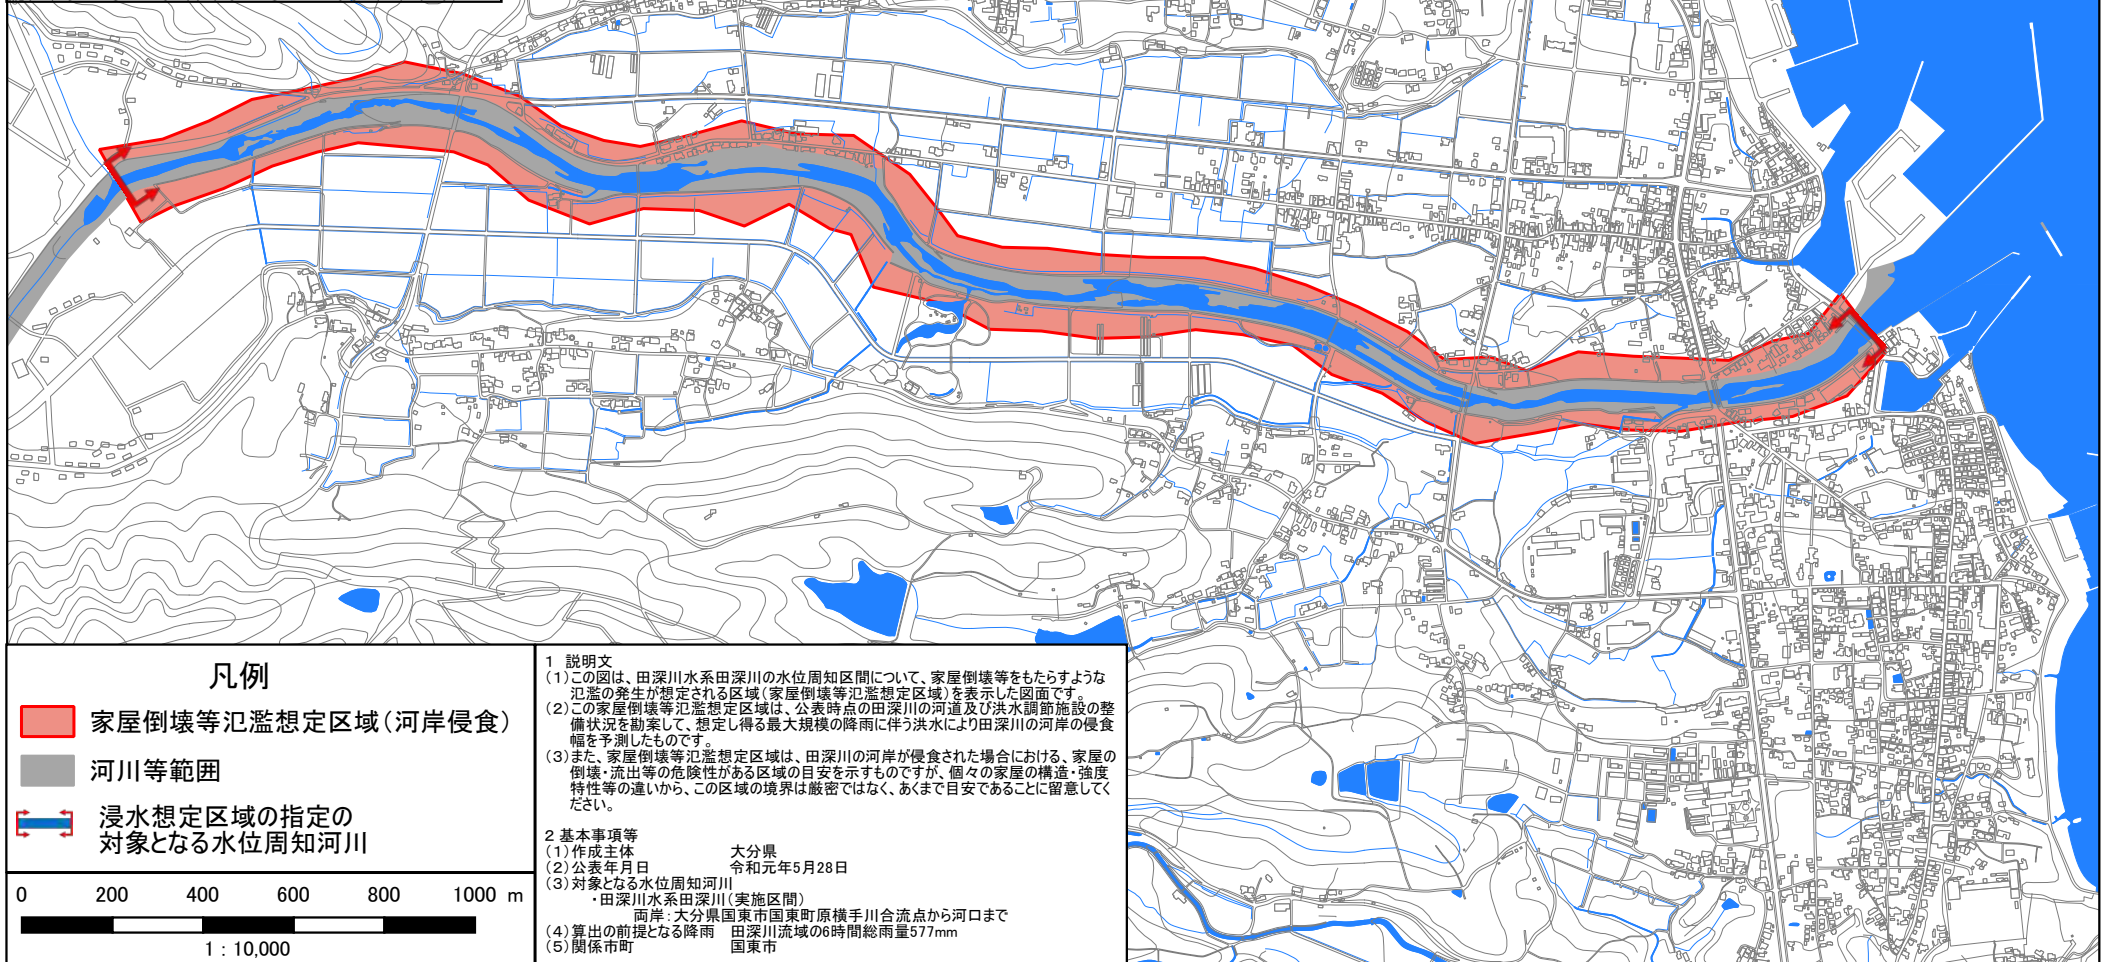 凡例
家屋倒壊等氾濫想定区域（河岸侵食）
河川等範囲
浸水想定区域の指定の
対象となる水位周知河川
0 200 400 600 800 1000 m
1：10,000
1 説明文
（1）この図は、田深川水系田深川の水位周知区間について、家屋倒壊等をもたらすような
氾濫の発生が想定される区域（家屋倒壊等氾濫想定区域）を表示した図面です。
（2）この家屋倒壊等氾濫想定区域は、公表時点の田深川の河道及び洪水調節施設の整
備状況を勘案して、想定し得る最大規模の降雨に伴う洪水により田深川の河岸の侵食
幅を予測したものです。
（3）また、家屋倒壊等氾濫想定区域は、田深川の河岸が侵食された場合における、家屋の
倒壊・流出等の危険性がある区域の目安を示すものですが、個々の家屋の構造・強度
特性等の違いから、この区域の境界は厳密ではなく、あくまで目安であることに留意してく
ださい。
2 基本事項等
（1）作成主体 大分県
（2）公表年月日 令和元年5月28日
（3）対象となる水位周知河川
・田深川水系田深川（実施区間）
両岸：大分県国東市国東町原横手川合流点から河口まで
（4）算出の前提となる降雨 田深川流域の6時間総雨量577mm
（5）関係市町 国東市